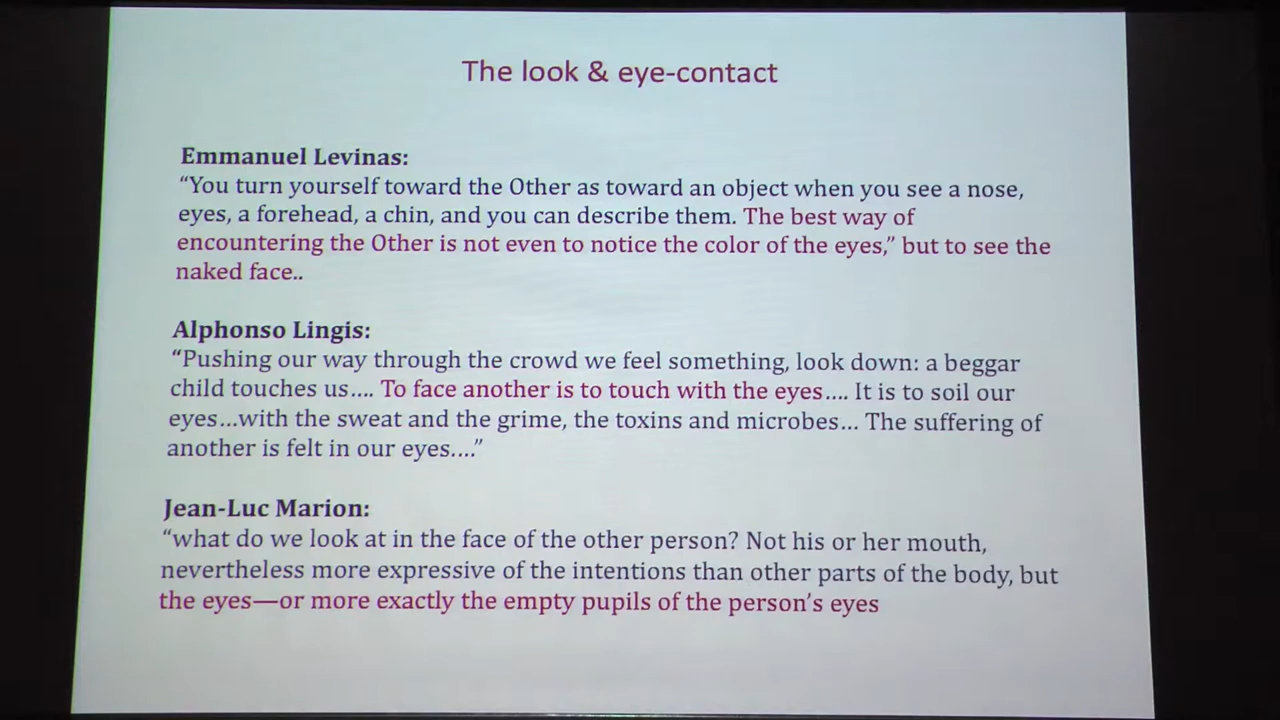 The look & eye-contact
Emmanuel Levinas:
“You turn yourself toward the Other as toward an object when you see a nose,
eyes, a forehead, a chin, and you can describe them. The best way of
encountering the Other is not even to notice the color of the eyes,” but to see the
naked face..
Alphonso Lingis:
“Pushing our way through the crowd we feel something, look down: a beggar
child touches us.... To face another is to touch with the eyes.... It is to soil our
eyes...with the sweat and the grime, the toxins and microbes... The suffering of
another is felt in our eyes....”
Jean-Luc Marion:
“what do we look at in the face of the other person? Not his or her mouth,
nevertheless more expressive of the intentions than other parts of the body, but
the eyes—or more exactly the empty pupils of the person’s eyes